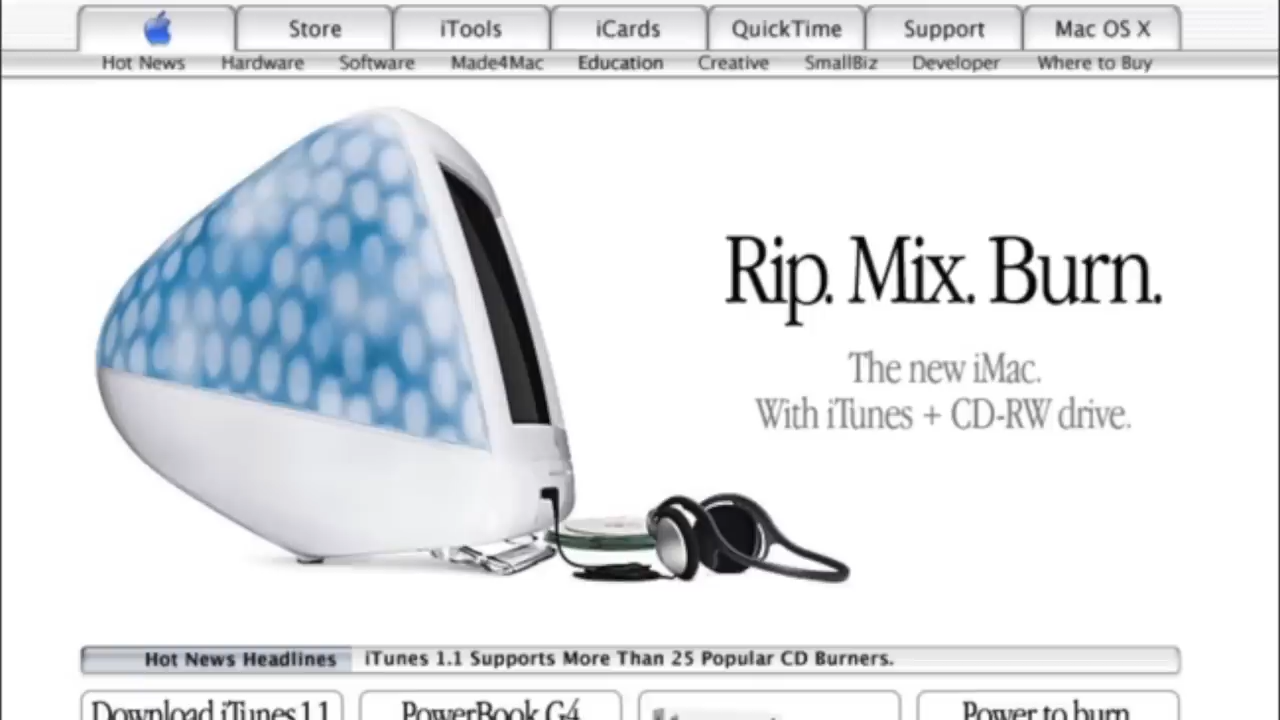 Store iTools iCards QuickTime Support Mac OS X
Hot News Hardware Software Made4Mac Education Creative SmallBiz Developer Where to Buy
Rip. Mix. Burn.
The new iMac.
With iTunes + CD-RW drive.
Hot News Headlines iTunes 1.1 Supports More Than 25 Popular CD Burners.
Download iTunes 1.1 PowerBook G4 Power to burn